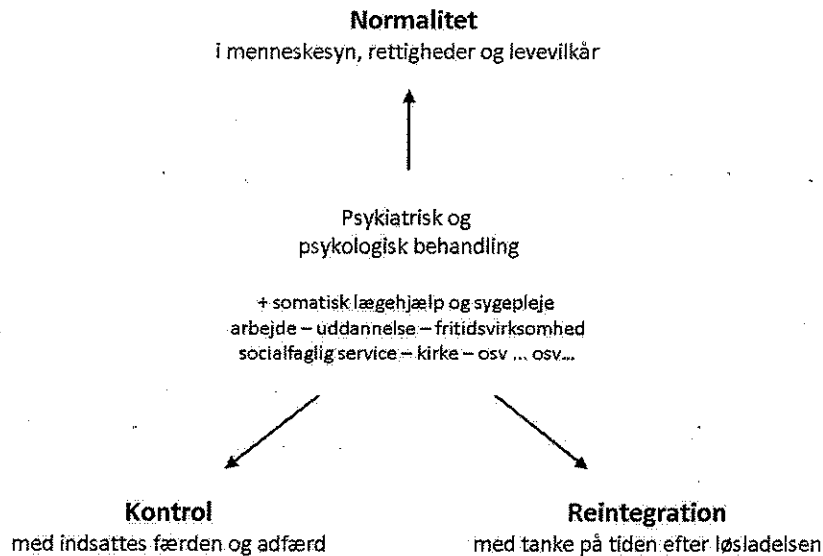 Normalitet
i menneskesyn, rettigheder og levevilkår
Psykiatrisk og
psykologisk behandling
+ somatisk lægehjælp og sygepleje
arbejde – uddannelse – fritidsvirksomhed
socialfaglig service – kirke – osv ... osv...
Kontrol
med indsattes færden og adfærd
Reintegration
med tanke på tiden efter løsladelsen